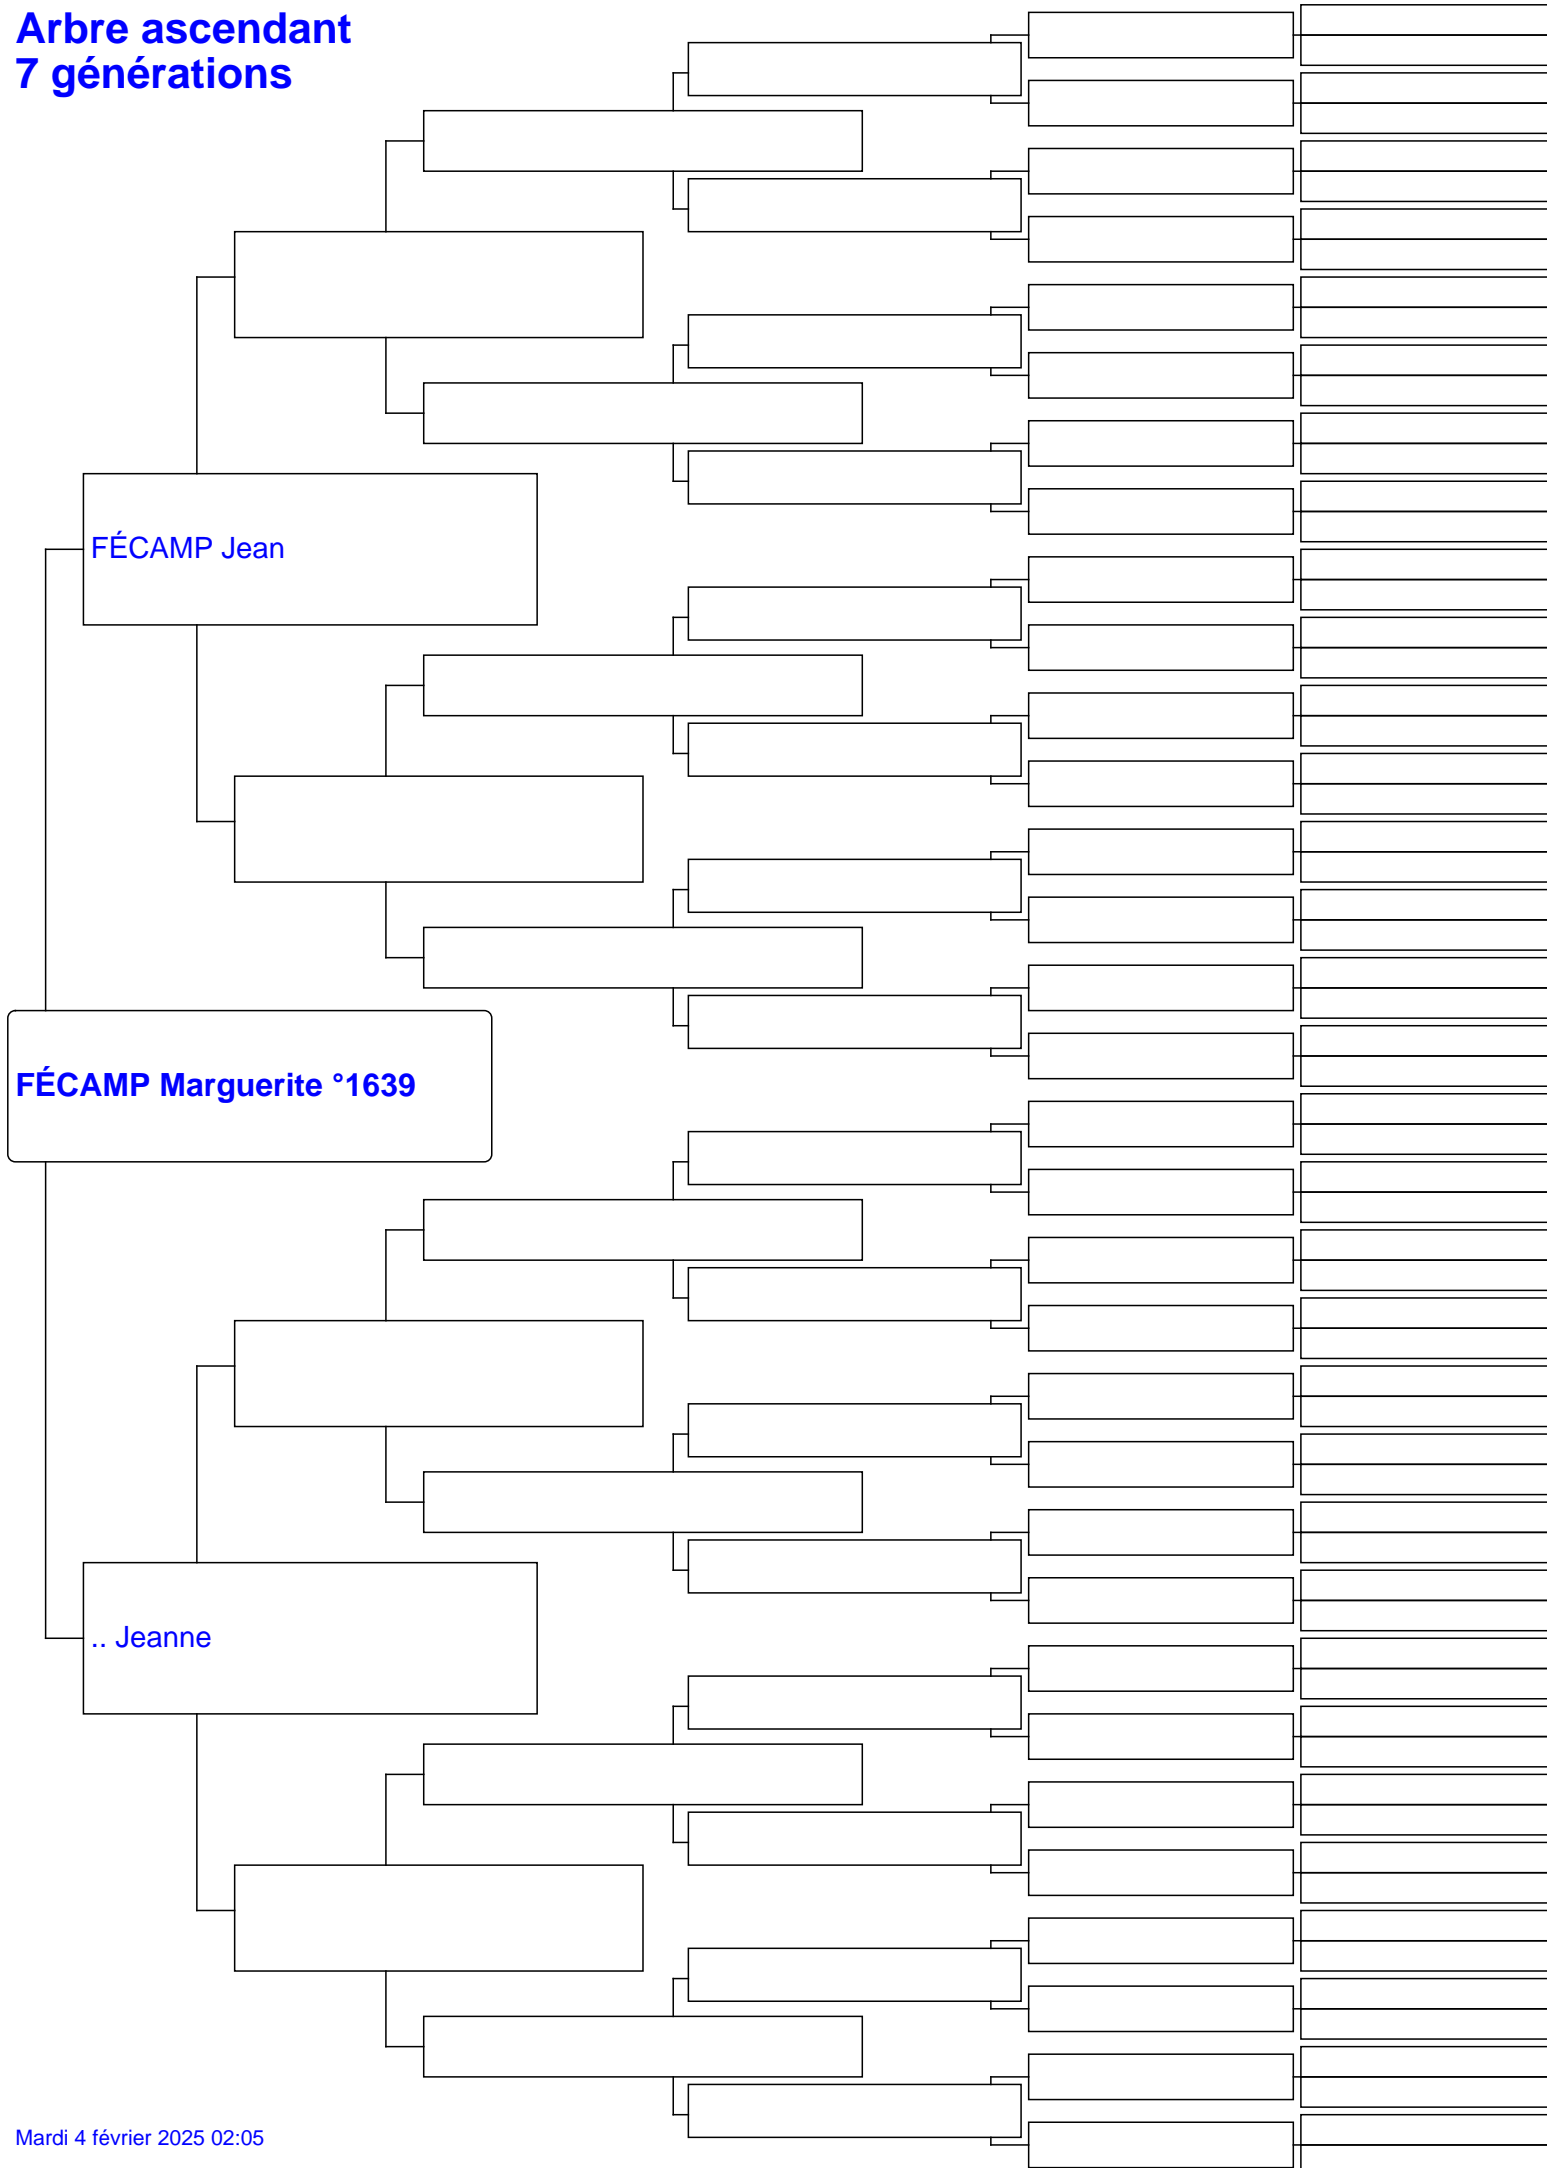 Arbre ascendant
7 générations
FÉCAMP Jean
FÉCAMP Marguerite °1639
.. Jeanne
Mardi 4 février 2025 02:05